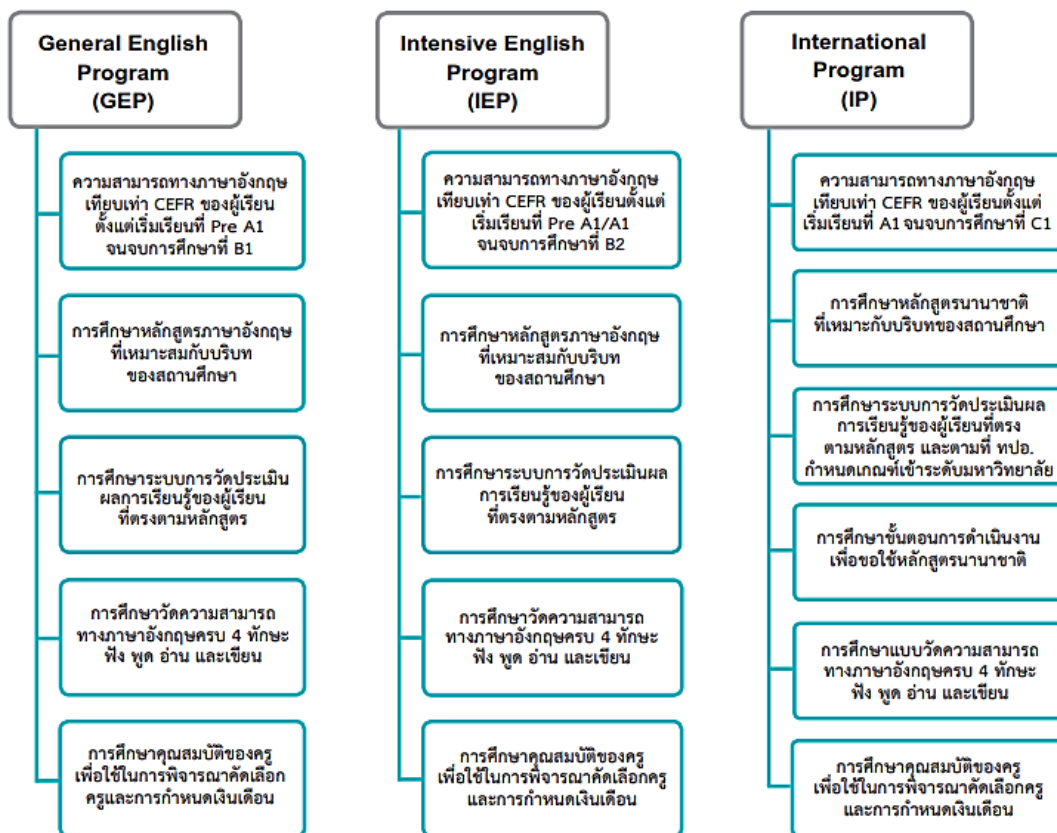 General English
Program
(GEP)
ความสามารถทางภาษาอังกฤษ
เทียบเท่า CEFR ของผู้เรียน
ตั้งแต่เริ่มเรียนที่ Pre A1
จนจบการศึกษาที่ B1
การศึกษาหลักสูตรภาษาอังกฤษ
ที่เหมาะสมกับบริบท
ของสถานศึกษา
การศึกษาระบบการวัดประเมิน
ผลการเรียนรู้ของผู้เรียน
ที่ตรงตามหลักสูตร
การศึกษาวัดความสามารถ
ทางภาษาอังกฤษครบ 4 ทักษะ
ฟัง พูด อ่าน และเขียน
การศึกษาคุณสมบัติของครู
เพื่อใช้ในการพิจารณาคัดเลือก
ครูและการกำหนดเงินเดือน
Intensive English
Program
(IEP)
ความสามารถทางภาษาอังกฤษ
เทียบเท่า CEFR ของผู้เรียนตั้งแต่
เริ่มเรียนที่ Pre A1/A1
จนจบการศึกษาที่ B2
การศึกษาหลักสูตรภาษาอังกฤษ
ที่เหมาะสมกับบริบท
ของสถานศึกษา
การศึกษาระบบการวัดประเมินผล
การเรียนรู้ของผู้เรียน
ที่ตรงตามหลักสูตร
การศึกษาวัดความสามารถ
ทางภาษาอังกฤษครบ 4 ทักษะ
ฟัง พูด อ่าน และเขียน
การศึกษาคุณสมบัติของครู
เพื่อใช้ในการพิจารณาคัดเลือกครู
และการกำหนดเงินเดือน
International
Program
(IP)
ความสามารถทางภาษาอังกฤษ
เทียบเท่า CEFR ของผู้เรียนตั้งแต่
เริ่มเรียนที่ A1 จนจบการศึกษาที่ C1
การศึกษาหลักสูตรนานาชาติ
ที่เหมาะกับบริบทของสถานศึกษา
การศึกษาระบบการวัดประเมินผล
การเรียนรู้ของผู้เรียนที่ตรง
ตามหลักสูตร และตามที่ ทปอ.
กำหนดเกณฑ์เข้าระดับมหาวิทยาลัย
การศึกษาขั้นตอนการดำเนินงาน
เพื่อขอใช้หลักสูตรนานาชาติ
การศึกษาแบบวัดความสามารถ
ทางภาษาอังกฤษครบ 4 ทักษะ
ฟัง พูด อ่าน และเขียน
การศึกษาคุณสมบัติของครู
เพื่อใช้ในการพิจารณาคัดเลือกครู
และการกำหนดเงินเดือน